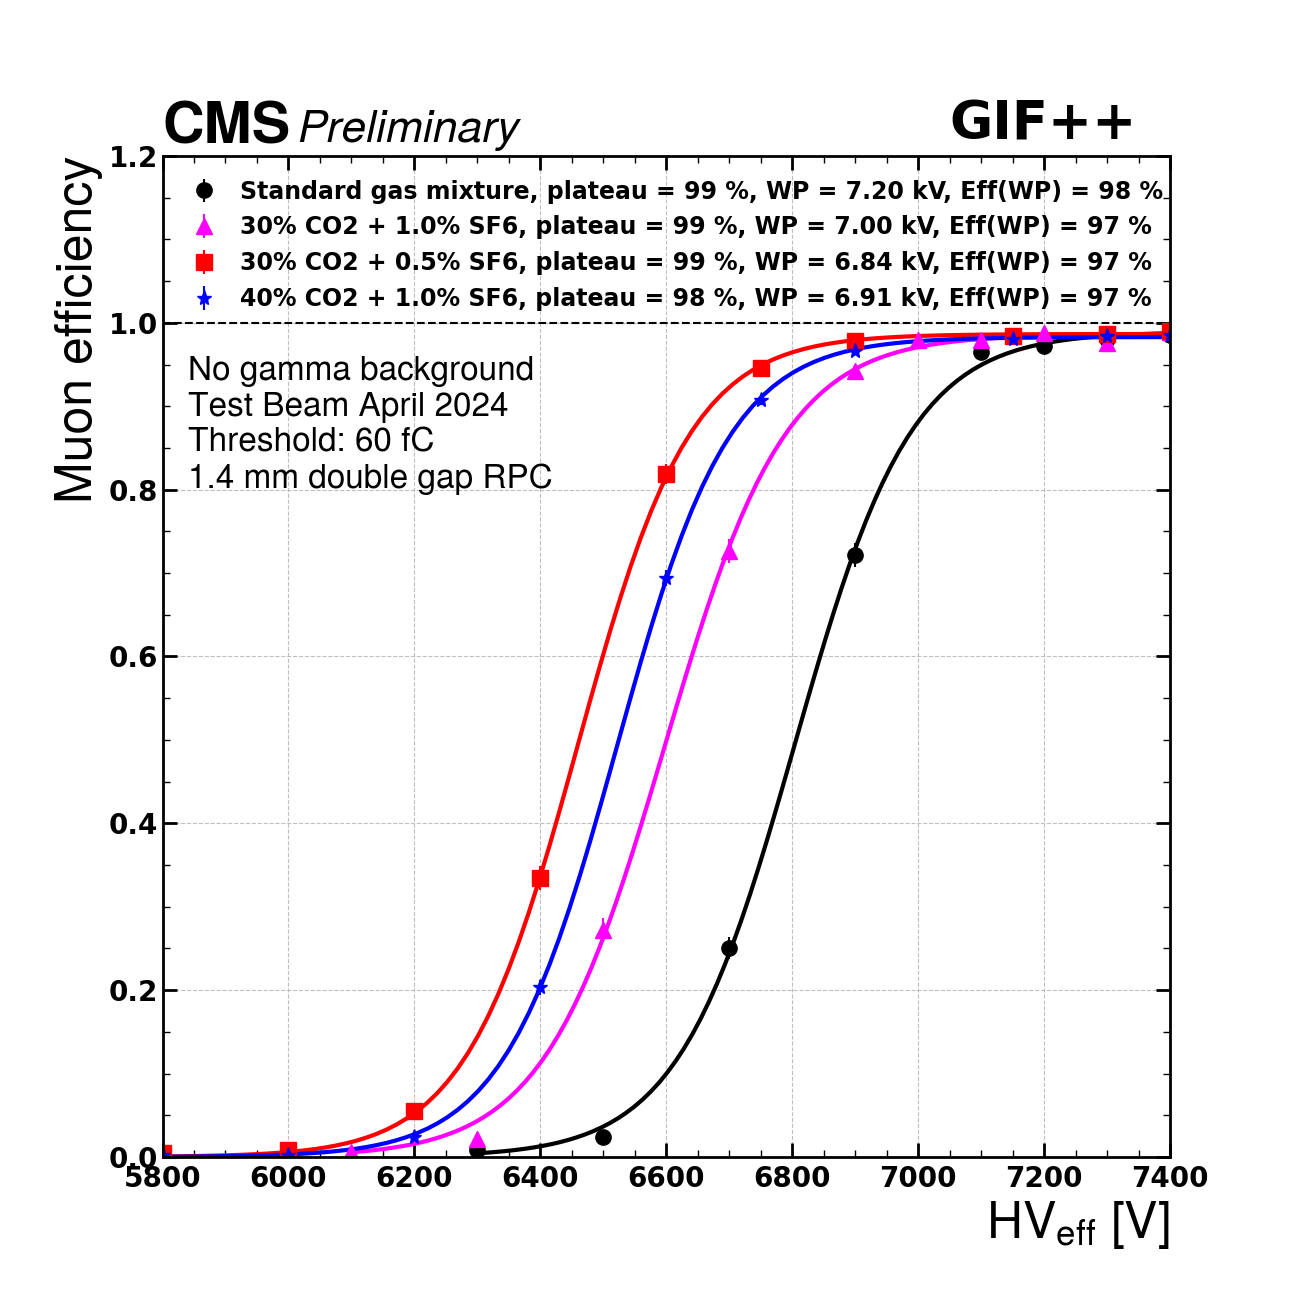 CMS Preliminary GIF++
Muon efficiency
1.2
1.0
0.8
0.6
0.4
0.2
0.0
Standard gas mixture, plateau = 99 %, WP = 7.20 kV, Eff(WP) = 98 %
30% CO2 + 1.0% SF6, plateau = 99 %, WP = 7.00 kV, Eff(WP) = 97 %
30% CO2 + 0.5% SF6, plateau = 99 %, WP = 6.84 kV, Eff(WP) = 97 %
40% CO2 + 1.0% SF6, plateau = 98 %, WP = 6.91 kV, Eff(WP) = 97 %
No gamma background
Test Beam April 2024
Threshold: 60 fC
1.4 mm double gap RPC
5800 6000 6200 6400 6600 6800 7000 7200 7400
HVeff [V]